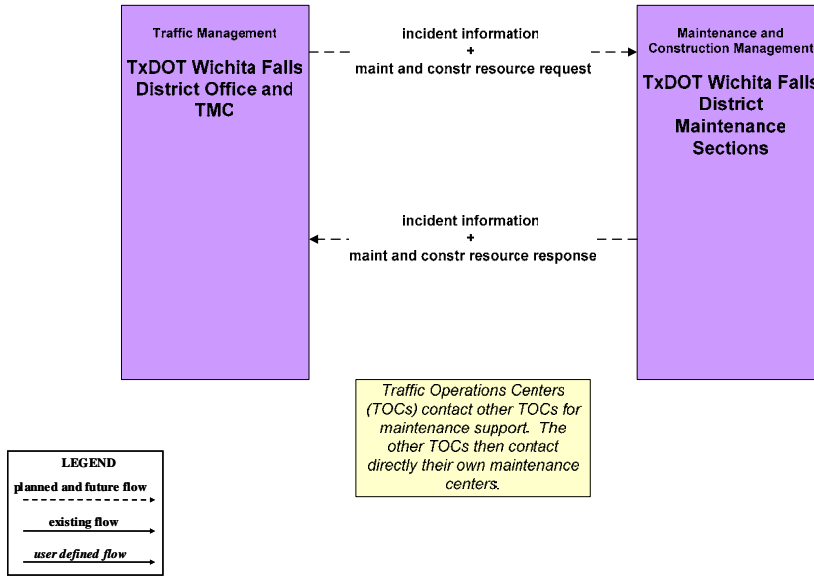 Traffic Management
TxDOT Wichita Falls
District Office and
TMC
incident information
+
maint and constr resource request
Maintenance and
Construction Management
TxDOT Wichita Falls
District
Maintenance
Sections
incident information
+
maint and constr resource response
Traffic Operations Centers
(TOCs) contact other TOCs for
maintenance support. The
other TOCs then contact
directly their own maintenance
centers.
LEGEND
planned and future flow
existing flow
user defined flow